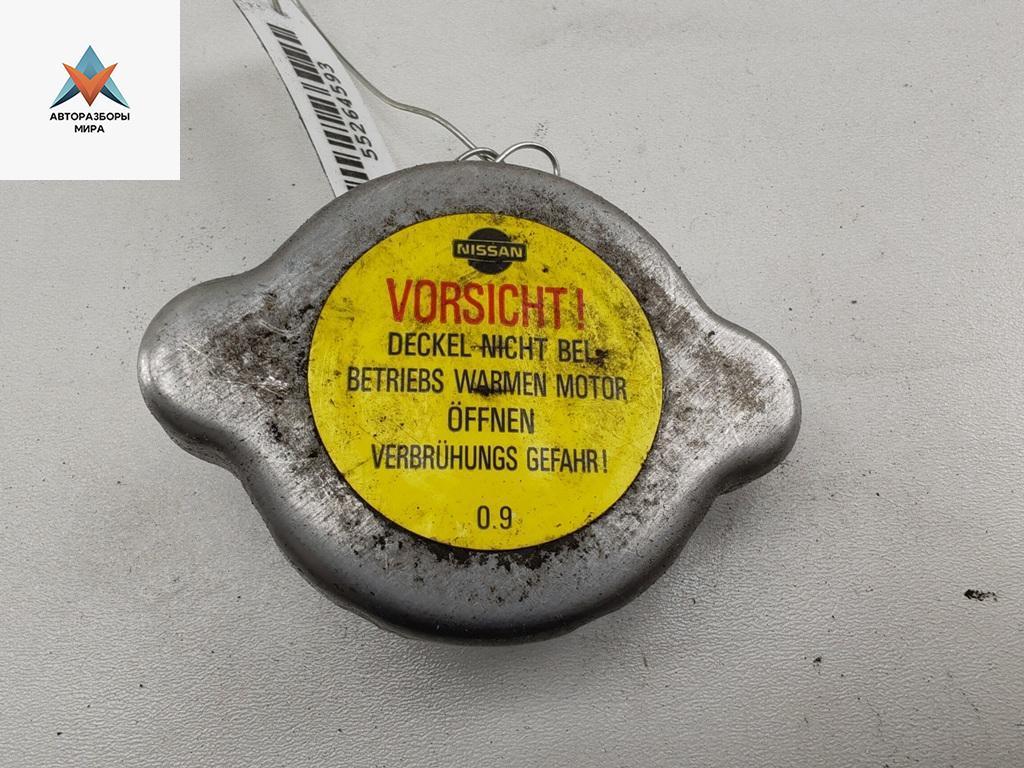 АВТОРАЗБОРЫ
МИРА
55264593
NISSAN
VORSICHT!
DECKEL NICHT BEI
BETRIEBS WARMEN MOTOR
ÖFFNEN
VERBRÜHUNGS GEFAHR!
0.9